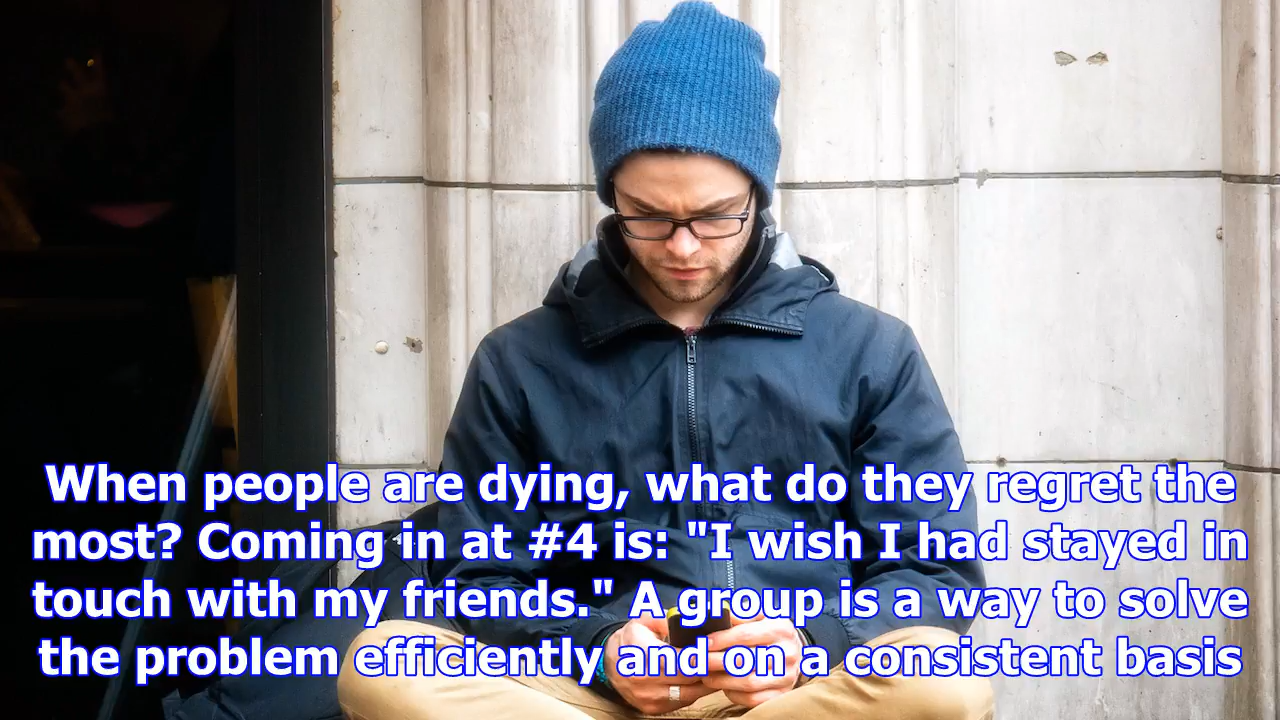 When people are dying, what do they regret the
most? Coming in at #4 is: "I wish I had stayed in
touch with my friends." A group is a way to solve
the problem efficiently and on a consistent basis